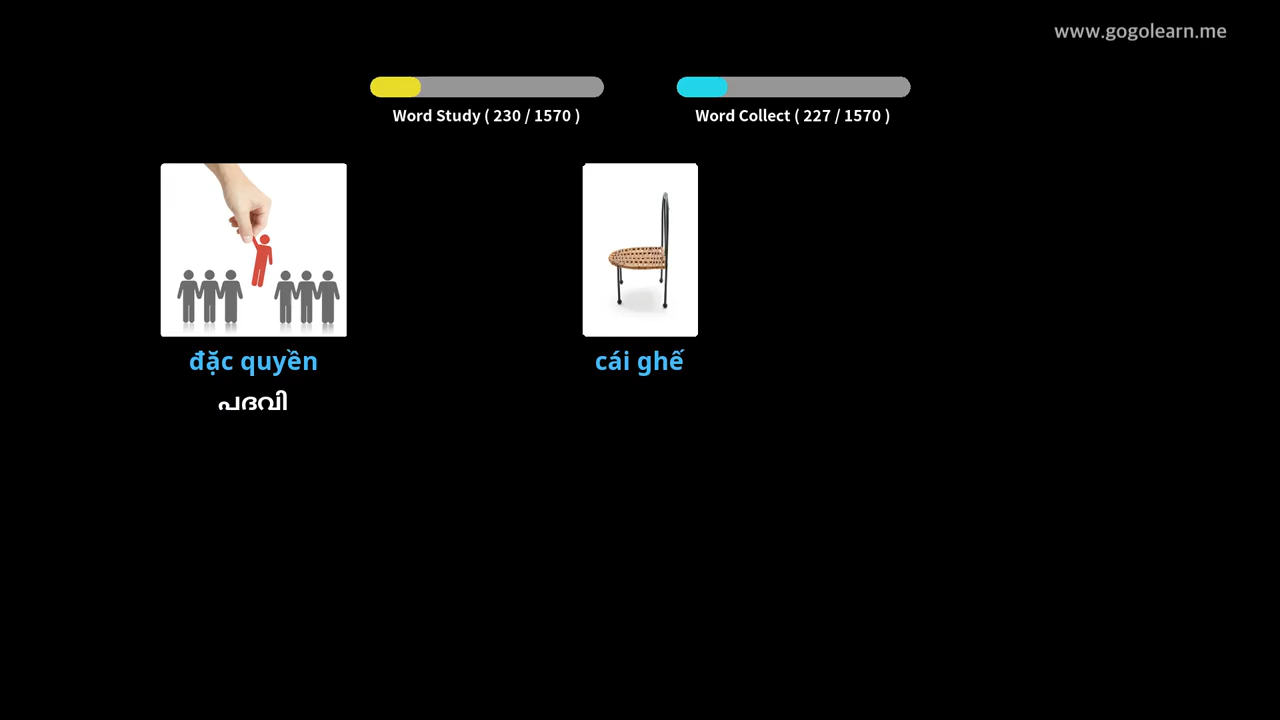 www.gogolearn.me
Word Study ( 230 / 1570 )
Word Collect ( 227 / 1570 )
đặc quyền
cái ghế
പദവി